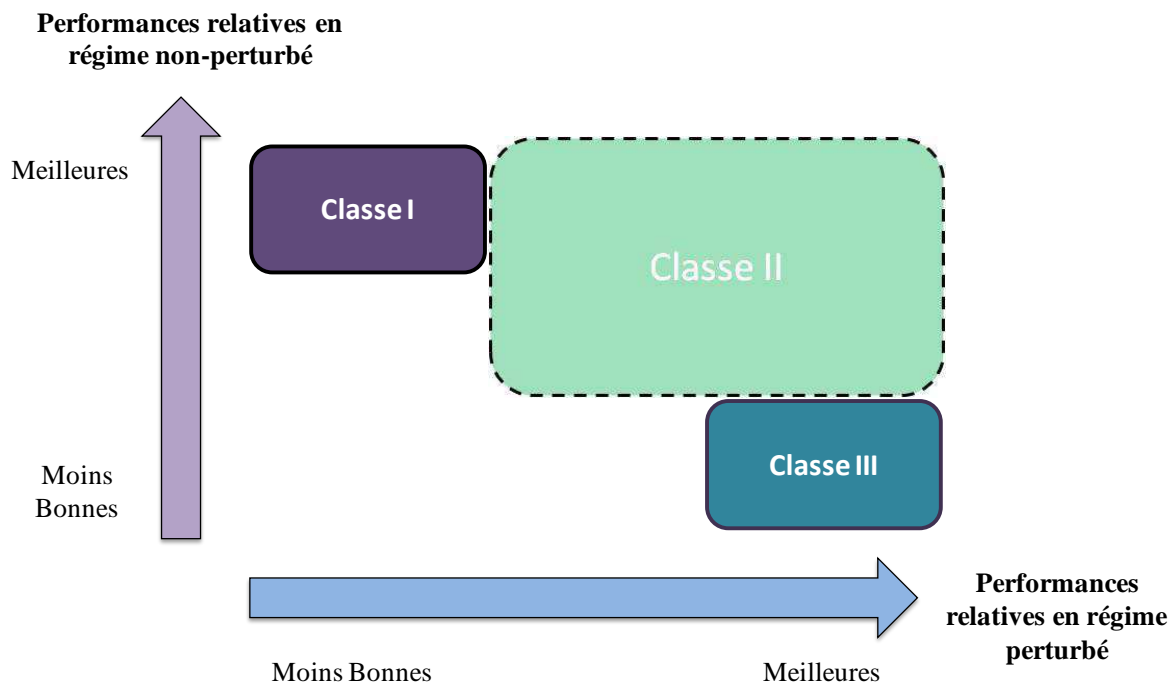 Performances relatives en
régime non-perturbé
Meilleures
Classe I
Classe II
Moins
Bonnes
Classe III
Performances
relatives en régime
perturbé
Moins Bonnes
Meilleures